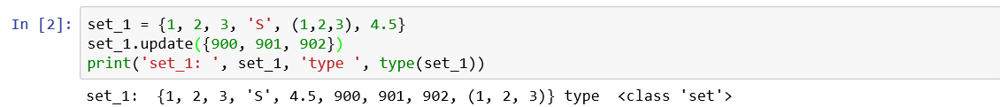 In [2]: set_1 = {1, 2, 3, 'S', (1,2,3), 4.5}
set_1.update({900, 901, 902})
print('set_1: ', set_1, 'type ', type(set_1))
set_1:  {1, 2, 3, 'S', 4.5, 900, 901, 902, (1, 2, 3)} type  <class 'set'>